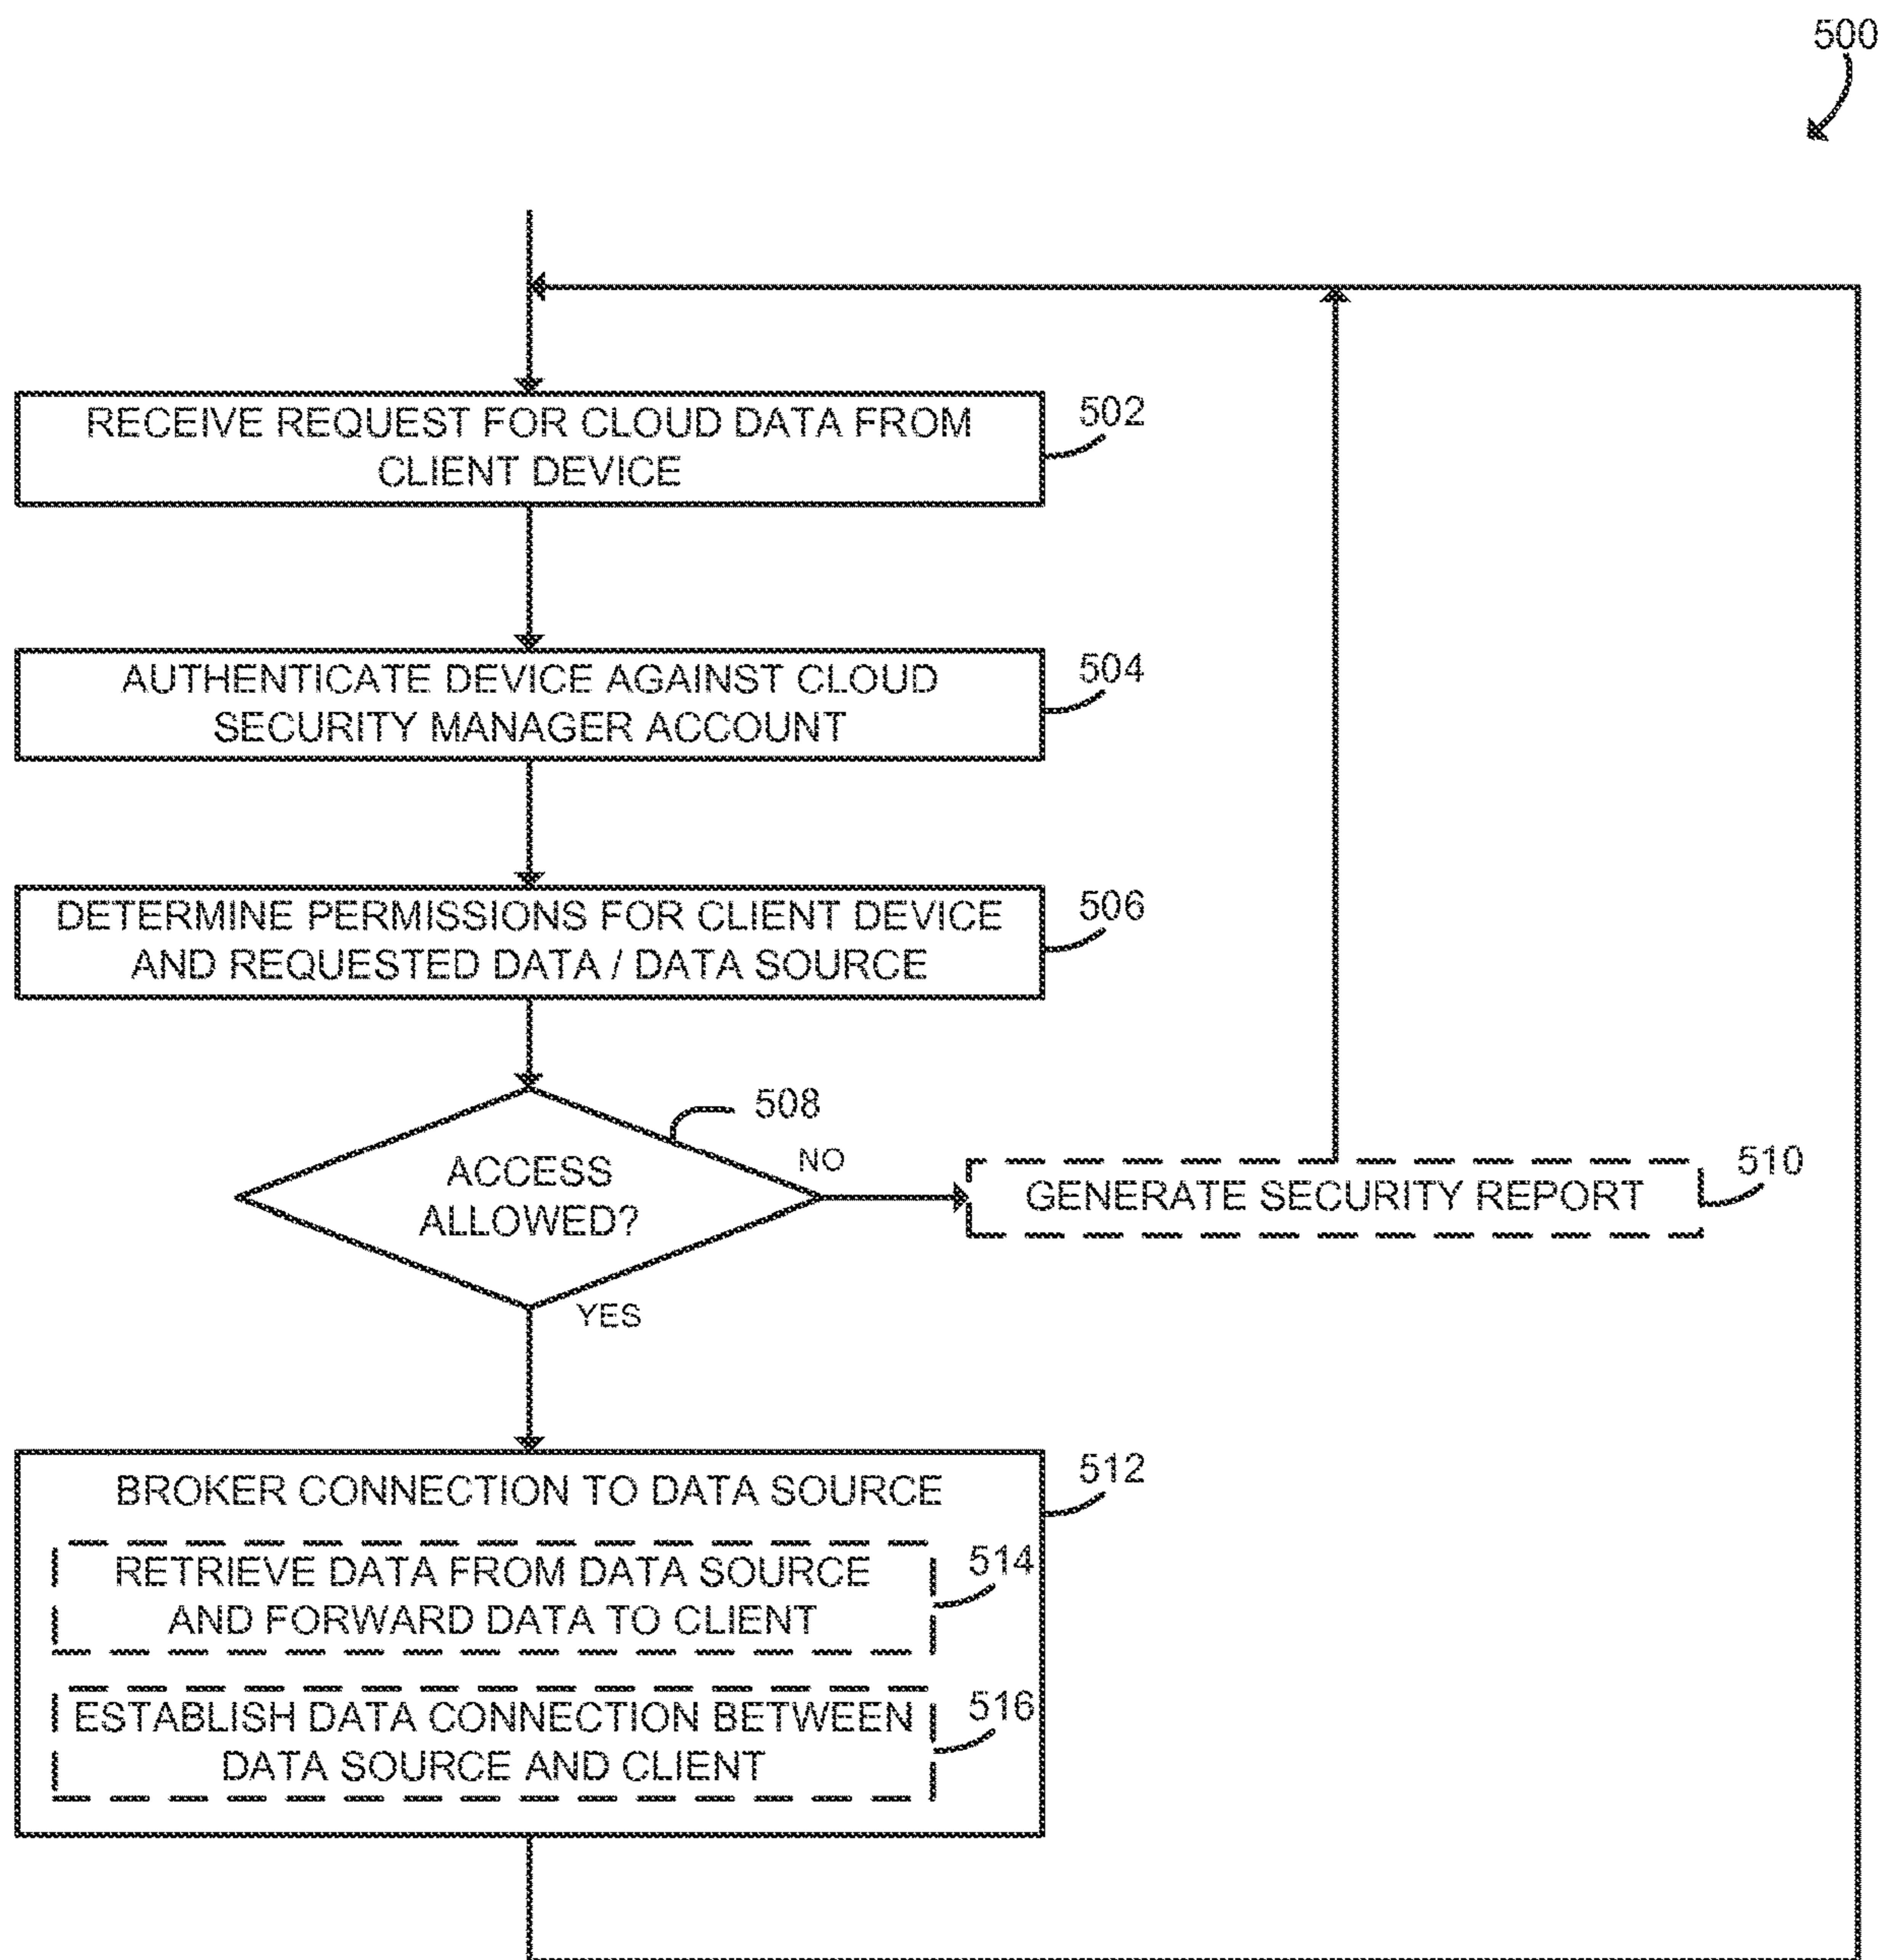 500
RECEIVE REQUEST FOR CLOUD DATA FROM
CLIENT DEVICE
502
AUTHENTICATE DEVICE AGAINST CLOUD
SECURITY MANAGER ACCOUNT
504
DETERMINE PERMISSIONS FOR CLIENT DEVICE
AND REQUESTED DATA / DATA SOURCE
506
508
ACCESS
ALLOWED?
NO
YES
GENERATE SECURITY REPORT
510
BROKER CONNECTION TO DATA SOURCE
512
RETRIEVE DATA FROM DATA SOURCE
AND FORWARD DATA TO CLIENT
514
ESTABLISH DATA CONNECTION BETWEEN
DATA SOURCE AND CLIENT
516